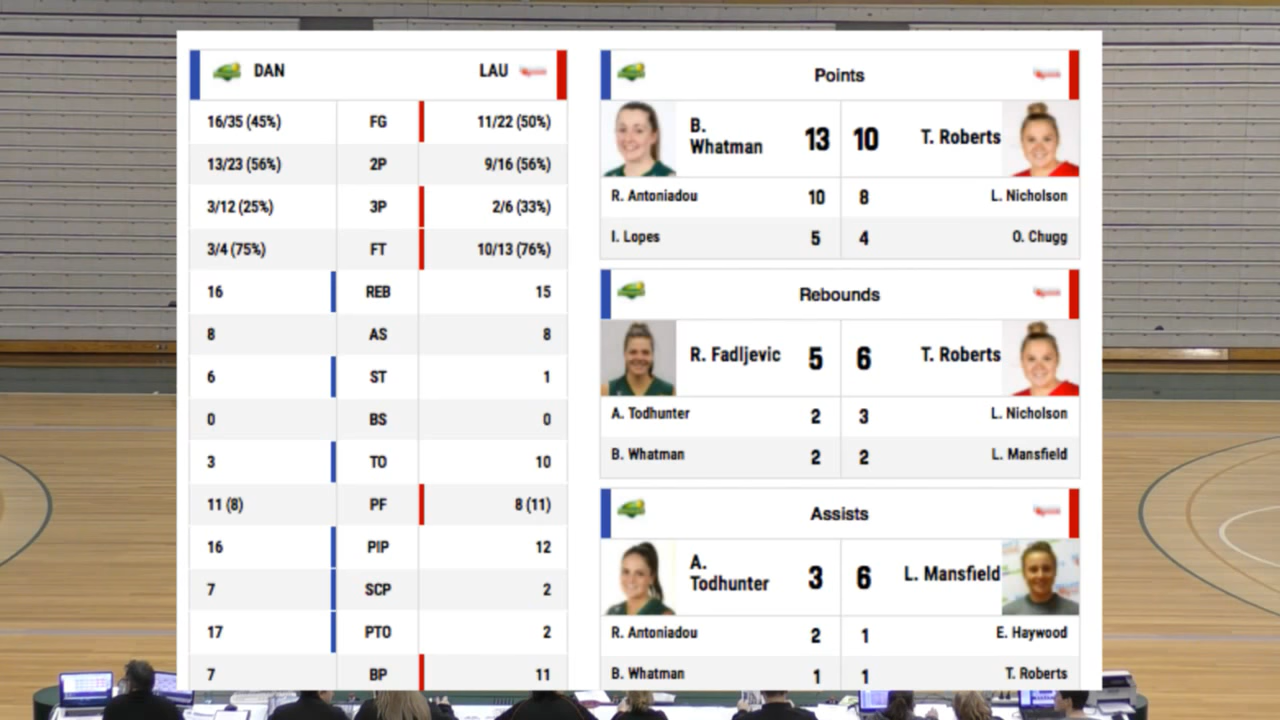 DAN LAU
16/35 (45%) FG 11/22 (50%)
13/23 (56%) 2P 9/16 (56%)
3/12 (25%) 3P 2/6 (33%)
3/4 (75%) FT 10/13 (76%)
16 REB 15
8 AS 8
6 ST 1
0 BS 0
3 TO 10
11 (8) PF 8 (11)
16 PIP 12
7 SCP 2
17 PTO 2
7 BP 11
Points
B. Whatman 13 10 T. Roberts
R. Antoniadou 10 8 L. Nicholson
I. Lopes 5 4 O. Chugg
Rebounds
R. Fadljevic 5 6 T. Roberts
A. Todhunter 2 3 L. Nicholson
B. Whatman 2 2 L. Mansfield
Assists
A. Todhunter 3 6 L. Mansfield
R. Antoniadou 2 1 E. Haywood
B. Whatman 1 1 T. Roberts